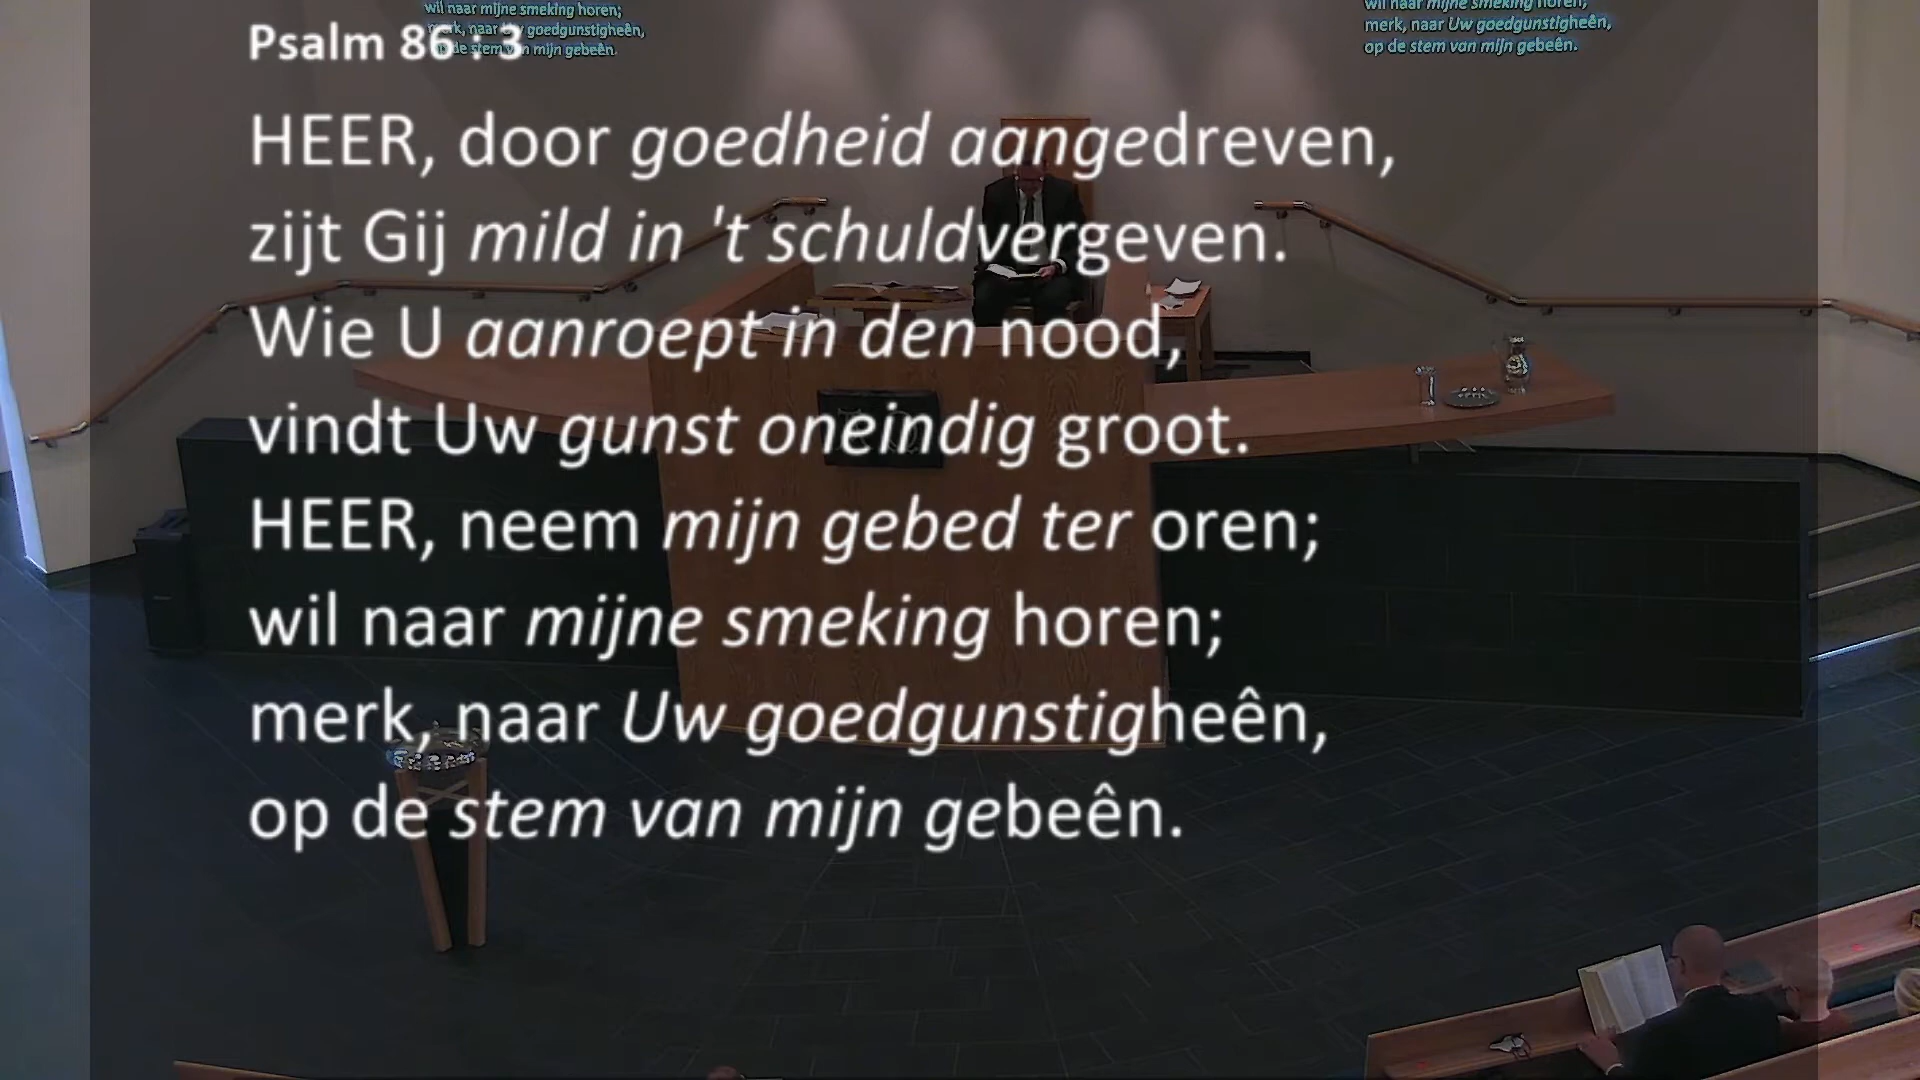 wil naar mijne smeking horen;
merk, naar Uw goedgunstigheên,
op de stem van mijn gebeên.
wil naar mijne smeking horen;
merk, naar Uw goedgunstigheên,
op de stem van mijn gebeên.
Psalm 86 : 3
HEER, door goedheid aangedreven,
zijt Gij mild in 't schuldvergeven.
Wie U aanroept in den nood,
vindt Uw gunst oneindig groot.
HEER, neem mijn gebed ter oren;
wil naar mijne smeking horen;
merk, naar Uw goedgunstigheên,
op de stem van mijn gebeên.